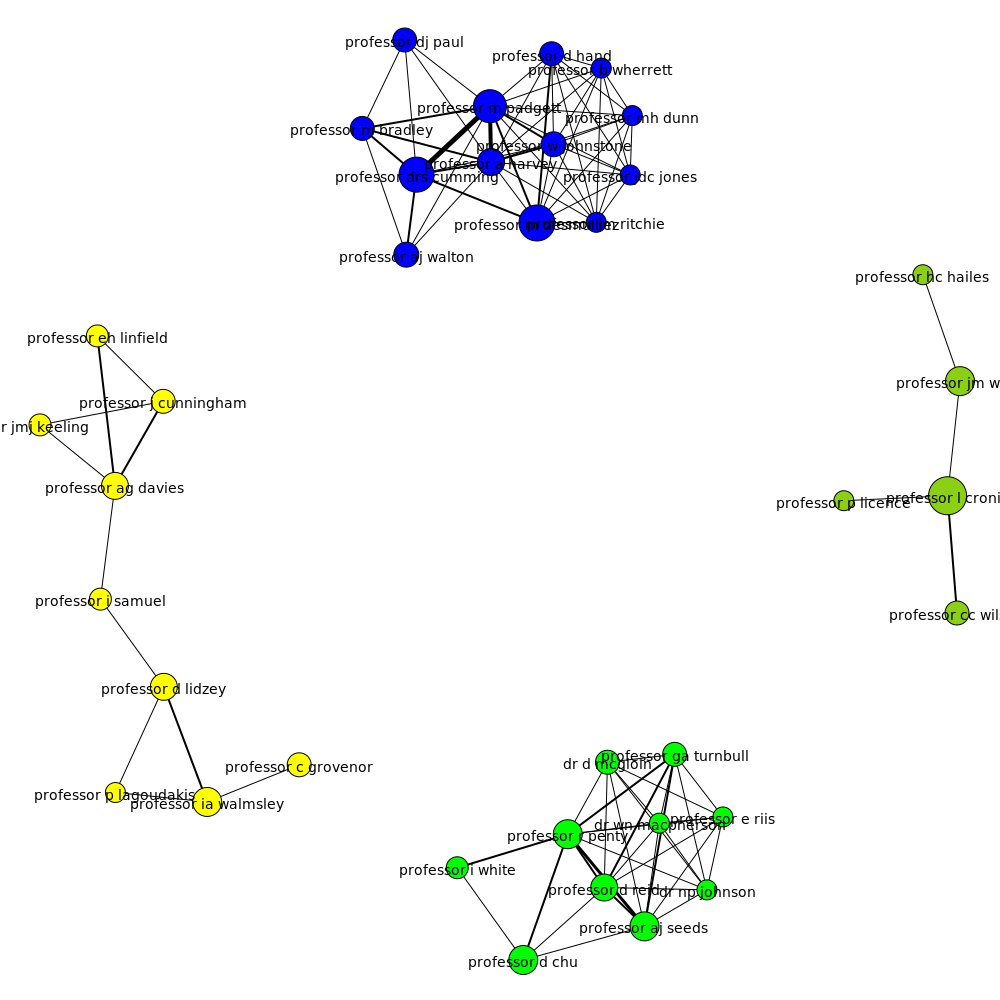 professor dj paul
professor d hand
professor b wherrett
professor m padgett
professor mh dunn
professor m bradley
professor w johnstone
professor a harvey
professor drs cumming
professor jdc jones
professor
professor aj walton
professor hc hailes
professor eh linfield
professor jm w
professor j cunningham
r jmj keeling
professor ag davies
professor l croni
professor p licence
professor i samuel
professor cc wil
professor d lidzey
professor ga turnbull
dr d mcgloin
professor c grovenor
professor p lagoudakis
professor ia walmsley
professor e riis
dr wn macpherson
professor r penty
professor i white
professor d reid
dr np johnson
professor aj seeds
professor d chu